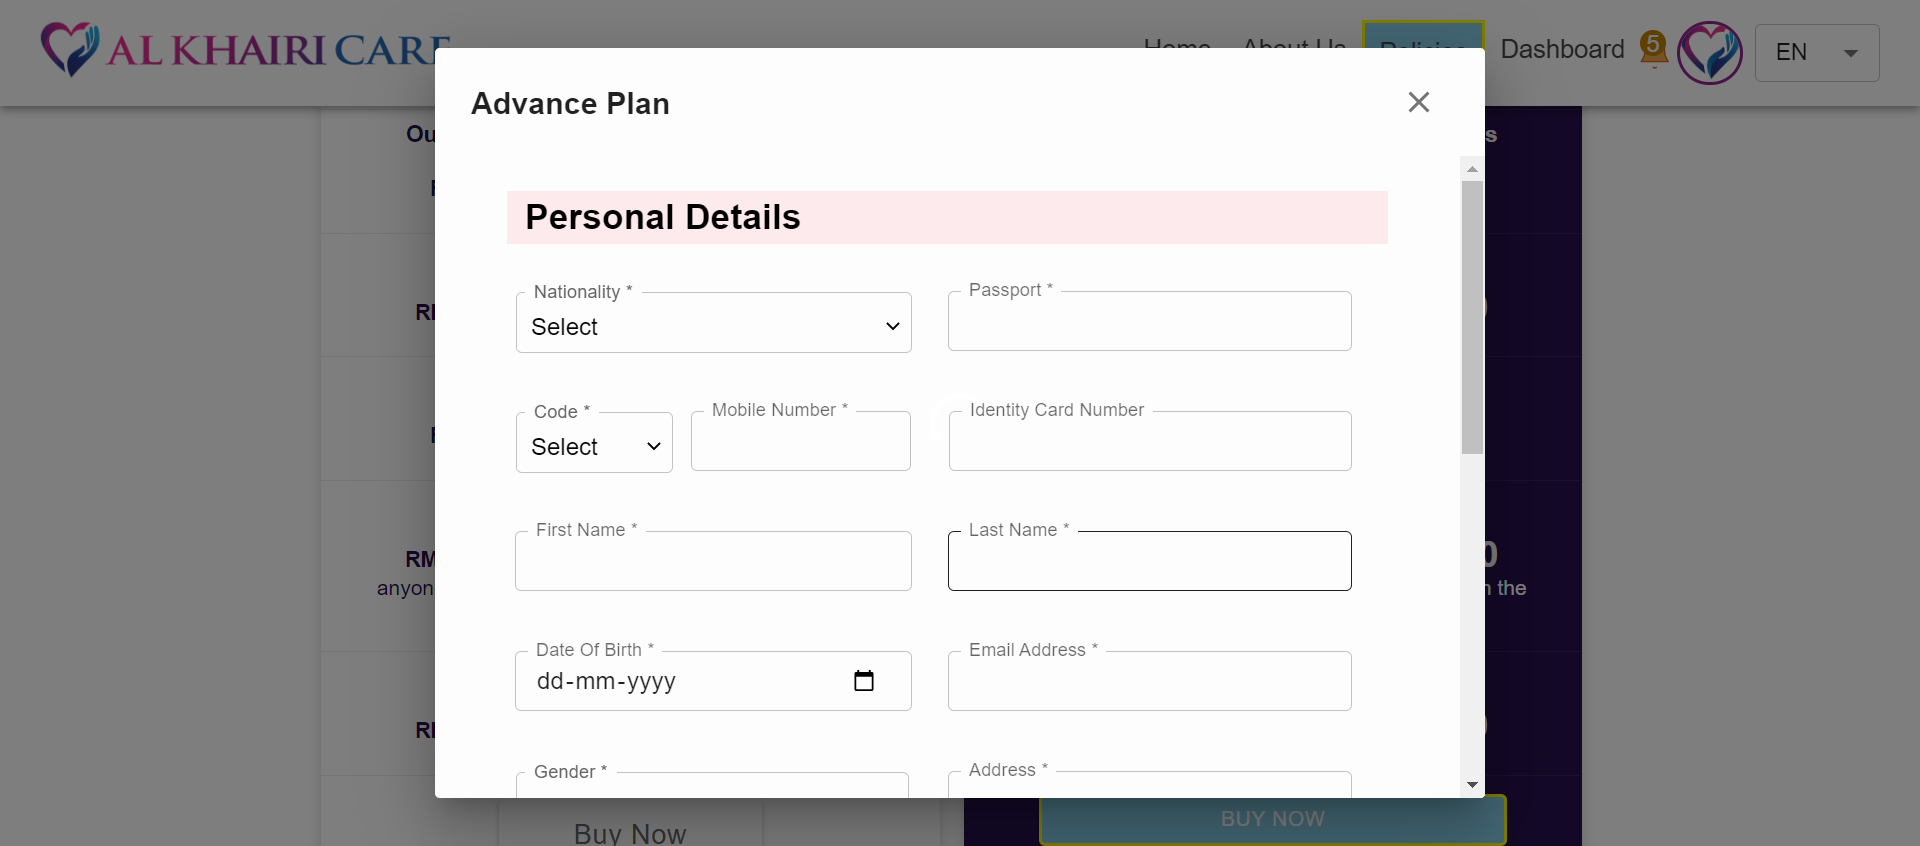 AL KHAIRI CARE
Home
About Us
Policies
Dashboard
5
EN
Advance Plan
Personal Details
Nationality *
Select
Passport *
Code *
Select
Mobile Number *
Identity Card Number
First Name *
Last Name *
Date Of Birth *
dd-mm-yyyy
Email Address *
Gender *
Address *
Ou
s
RM
0
anyon
n the
Buy Now
BUY NOW